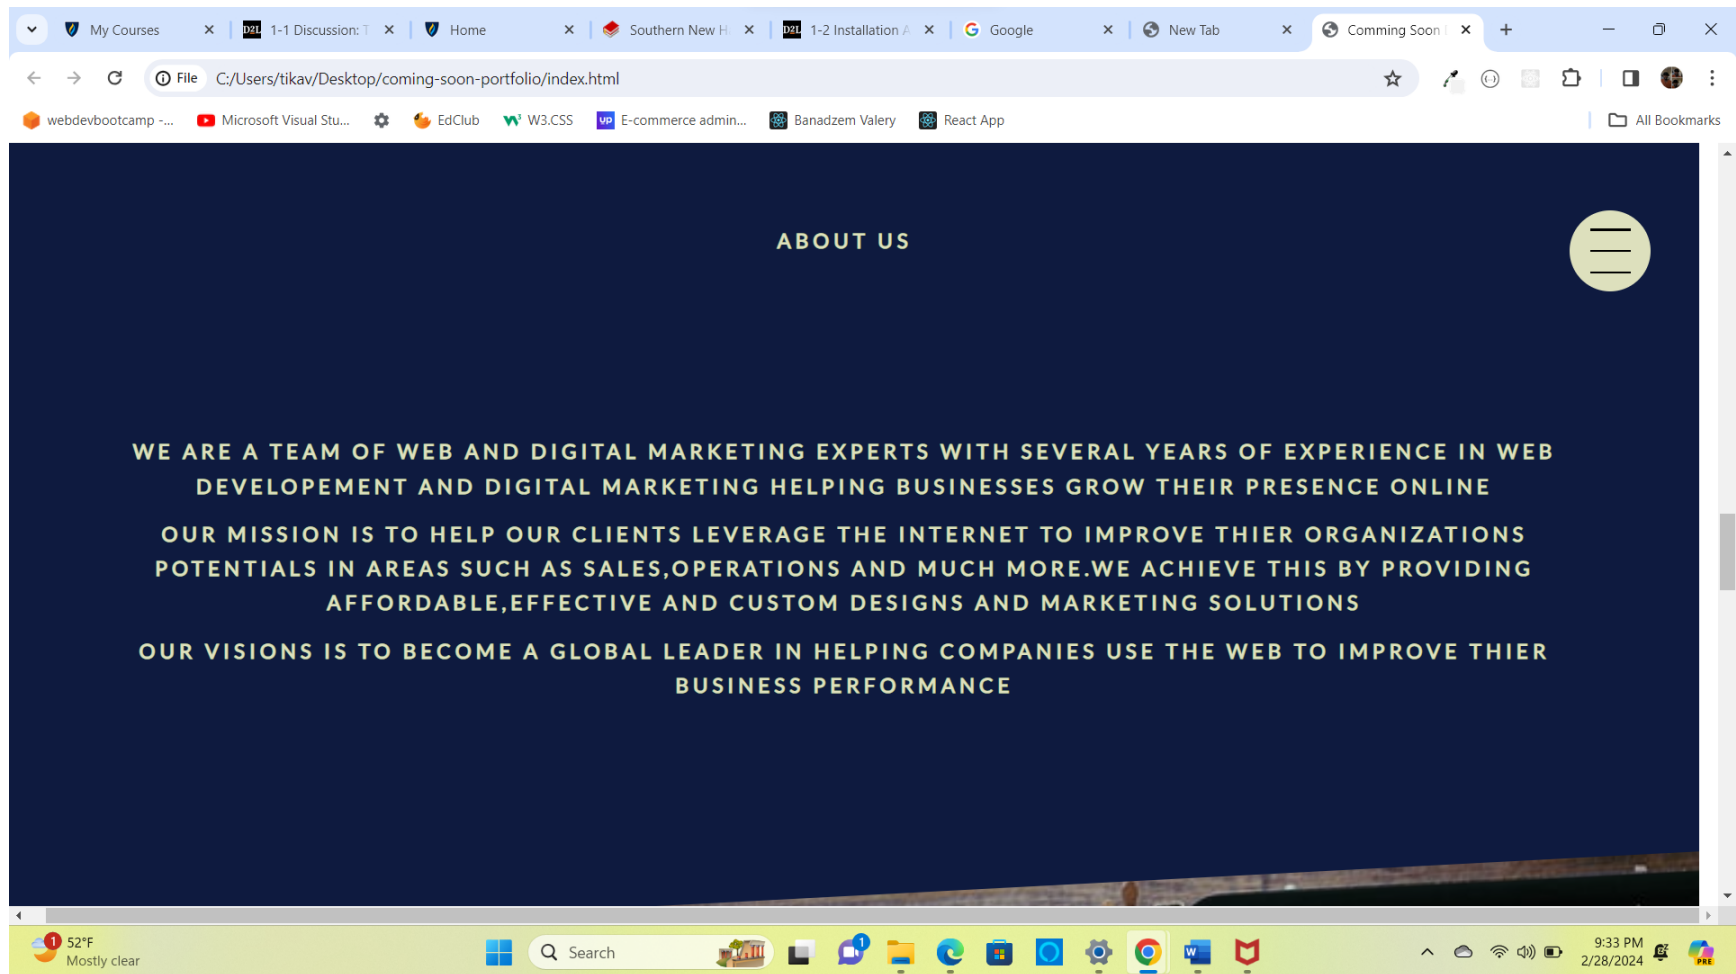 My Courses
1-1 Discussion: T
Home
Southern New H
1-2 Installation A
Google
New Tab
Comming Soon
File
C:/Users/tikav/Desktop/coming-soon-portfolio/index.html
webdevbootcamp -...
Microsoft Visual Stu...
EdClub
W3.CSS
E-commerce admin...
Banadzem Valery
React App
All Bookmarks
ABOUT US
WE ARE A TEAM OF WEB AND DIGITAL MARKETING EXPERTS WITH SEVERAL YEARS OF EXPERIENCE IN WEB
DEVELOPEMENT AND DIGITAL MARKETING HELPING BUSINESSES GROW THEIR PRESENCE ONLINE
OUR MISSION IS TO HELP OUR CLIENTS LEVERAGE THE INTERNET TO IMPROVE THIER ORGANIZATIONS
POTENTIALS IN AREAS SUCH AS SALES,OPERATIONS AND MUCH MORE.WE ACHIEVE THIS BY PROVIDING
AFFORDABLE,EFFECTIVE AND CUSTOM DESIGNS AND MARKETING SOLUTIONS
OUR VISIONS IS TO BECOME A GLOBAL LEADER IN HELPING COMPANIES USE THE WEB TO IMPROVE THIER
BUSINESS PERFORMANCE
1
52°F
Mostly clear
Search
1
9:33 PM
2/28/2024
PRE